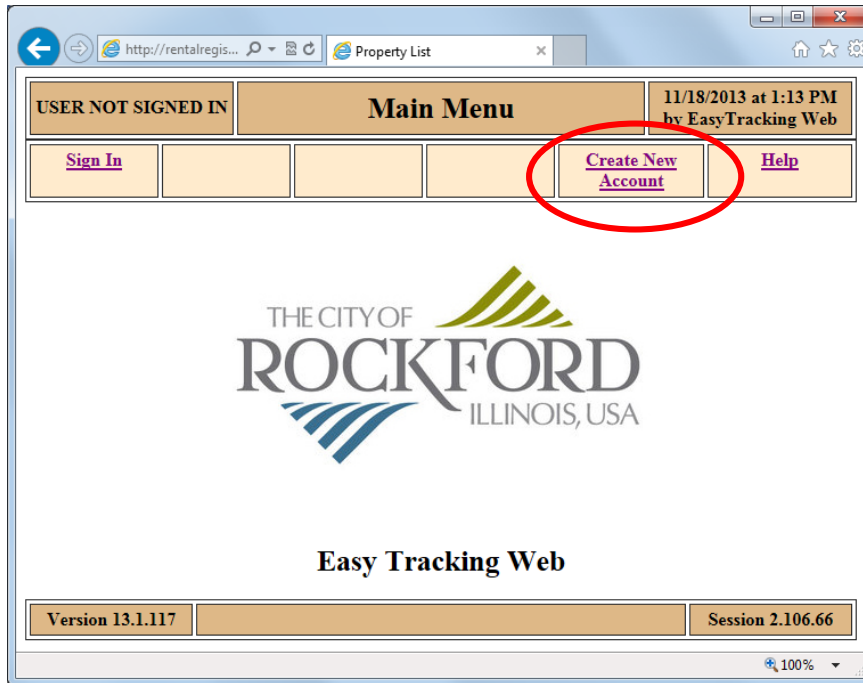 http://rentalregis...
Property List
USER NOT SIGNED IN
Main Menu
11/18/2013 at 1:13 PM
by EasyTracking Web
Sign In
Create New
Account
Help
THE CITY OF
ROCKFORD
ILLINOIS, USA
Easy Tracking Web
Version 13.1.117
Session 2.106.66
100%